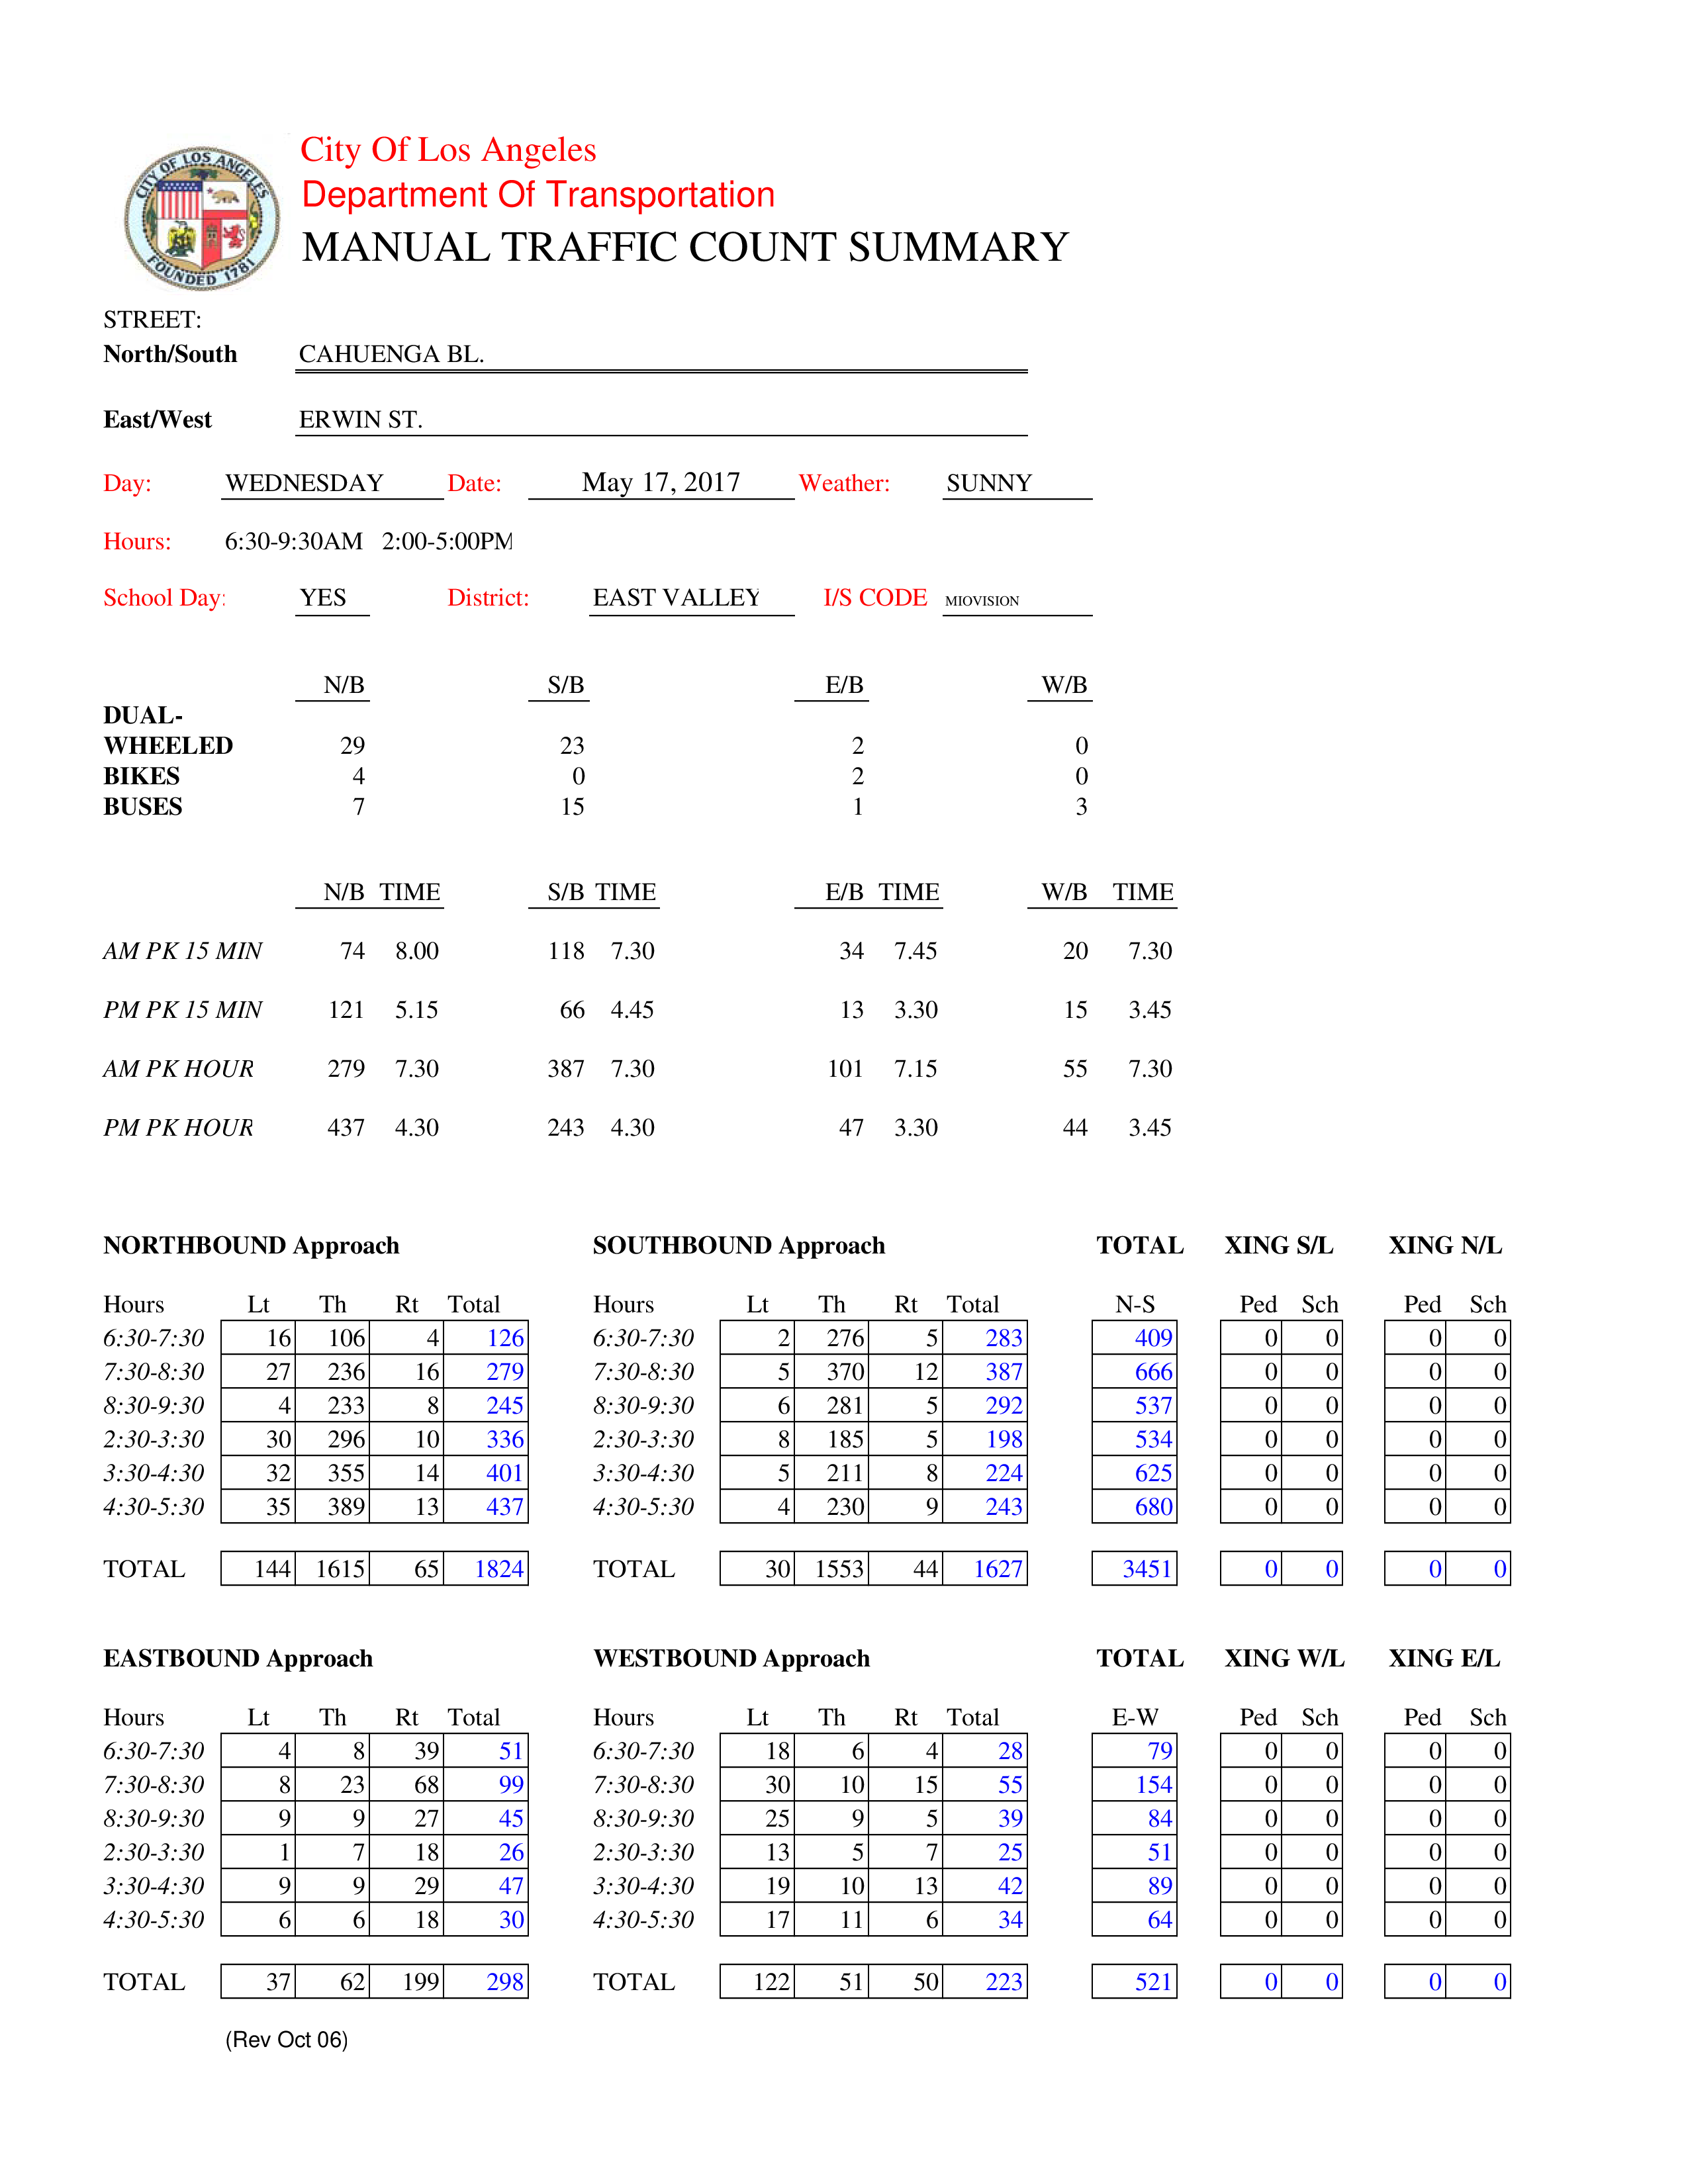 CITY OF LOS ANGELES
FOUNDED 1781
City Of Los Angeles
Department Of Transportation
MANUAL TRAFFIC COUNT SUMMARY
STREET:
North/South CAHUENGA BL.
East/West ERWIN ST.
Day: WEDNESDAY Date: May 17, 2017 Weather: SUNNY
Hours: 6:30-9:30AM 2:00-5:00PM
School Day: YES District: EAST VALLEY I/S CODE MIOVISION
N/B S/B E/B W/B
DUAL-
WHEELED 29 23 2 0
BIKES 4 0 2 0
BUSES 7 15 1 3
N/B TIME S/B TIME E/B TIME W/B TIME
AM PK 15 MIN 74 8.00 118 7.30 34 7.45 20 7.30
PM PK 15 MIN 121 5.15 66 4.45 13 3.30 15 3.45
AM PK HOUR 279 7.30 387 7.30 101 7.15 55 7.30
PM PK HOUR 437 4.30 243 4.30 47 3.30 44 3.45
NORTHBOUND Approach SOUTHBOUND Approach TOTAL XING S/L XING N/L
Hours Lt Th Rt Total Hours Lt Th Rt Total N-S Ped Sch Ped Sch
6:30-7:30 16 106 4 126 6:30-7:30 2 276 5 283 409 0 0 0 0
7:30-8:30 27 236 16 279 7:30-8:30 5 370 12 387 666 0 0 0 0
8:30-9:30 4 233 8 245 8:30-9:30 6 281 5 292 537 0 0 0 0
2:30-3:30 30 296 10 336 2:30-3:30 8 185 5 198 534 0 0 0 0
3:30-4:30 32 355 14 401 3:30-4:30 5 211 8 224 625 0 0 0 0
4:30-5:30 35 389 13 437 4:30-5:30 4 230 9 243 680 0 0 0 0
TOTAL 144 1615 65 1824 TOTAL 30 1553 44 1627 3451 0 0 0 0
EASTBOUND Approach WESTBOUND Approach TOTAL XING W/L XING E/L
Hours Lt Th Rt Total Hours Lt Th Rt Total E-W Ped Sch Ped Sch
6:30-7:30 4 8 39 51 6:30-7:30 18 6 4 28 79 0 0 0 0
7:30-8:30 8 23 68 99 7:30-8:30 30 10 15 55 154 0 0 0 0
8:30-9:30 9 9 27 45 8:30-9:30 25 9 5 39 84 0 0 0 0
2:30-3:30 1 7 18 26 2:30-3:30 13 5 7 25 51 0 0 0 0
3:30-4:30 9 9 29 47 3:30-4:30 19 10 13 42 89 0 0 0 0
4:30-5:30 6 6 18 30 4:30-5:30 17 11 6 34 64 0 0 0 0
TOTAL 37 62 199 298 TOTAL 122 51 50 223 521 0 0 0 0
(Rev Oct 06)